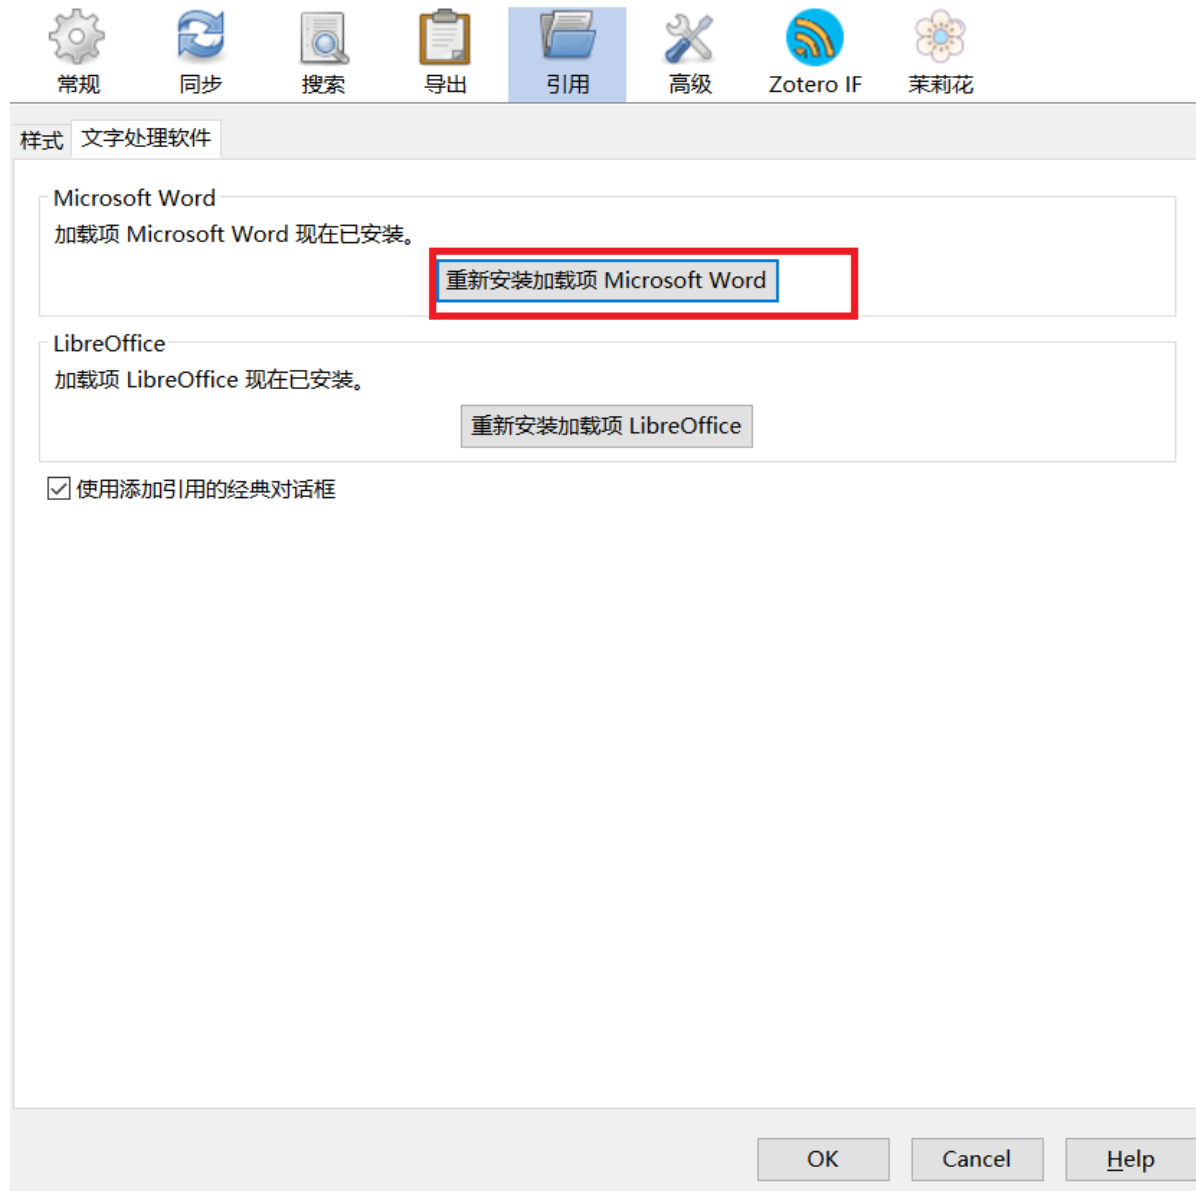 常规 同步 搜索 导出 引用 高级 Zotero IF 茉莉花
样式 文字处理软件
Microsoft Word
加载项 Microsoft Word 现在已安装。
重新安装加载项 Microsoft Word
LibreOffice
加载项 LibreOffice 现在已安装。
重新安装加载项 LibreOffice
使用添加引用的经典对话框
OK Cancel Help